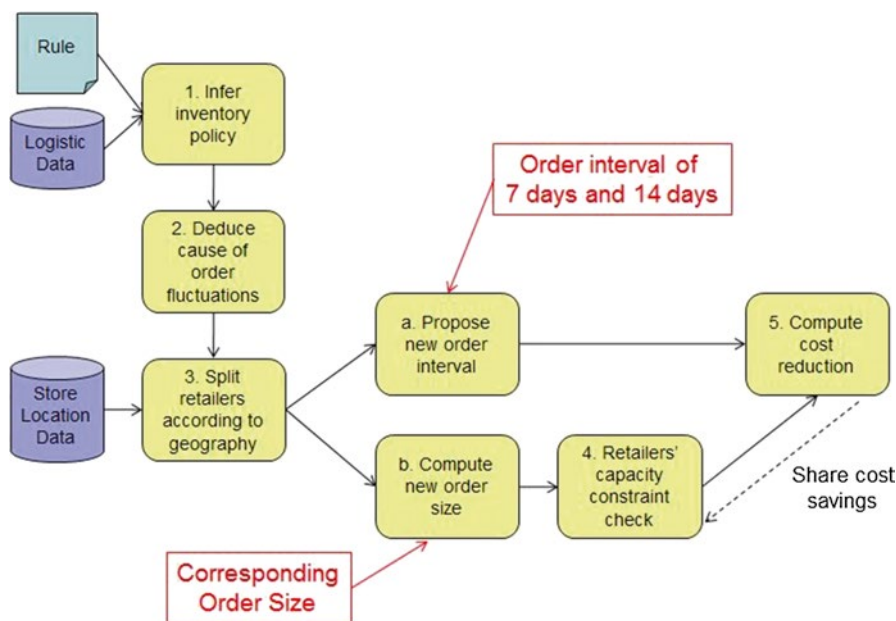 Rule
1. Infer
inventory
policy
Logistic
Data
Order interval of
7 days and 14 days
2. Deduce
cause of
order
fluctuations
a. Propose
new order
interval
5. Compute
cost
reduction
Store
Location
Data
3. Split
retailers
according to
geography
b. Compute
new order
size
4. Retailers’
capacity
constraint
check
Share cost
savings
Corresponding
Order Size